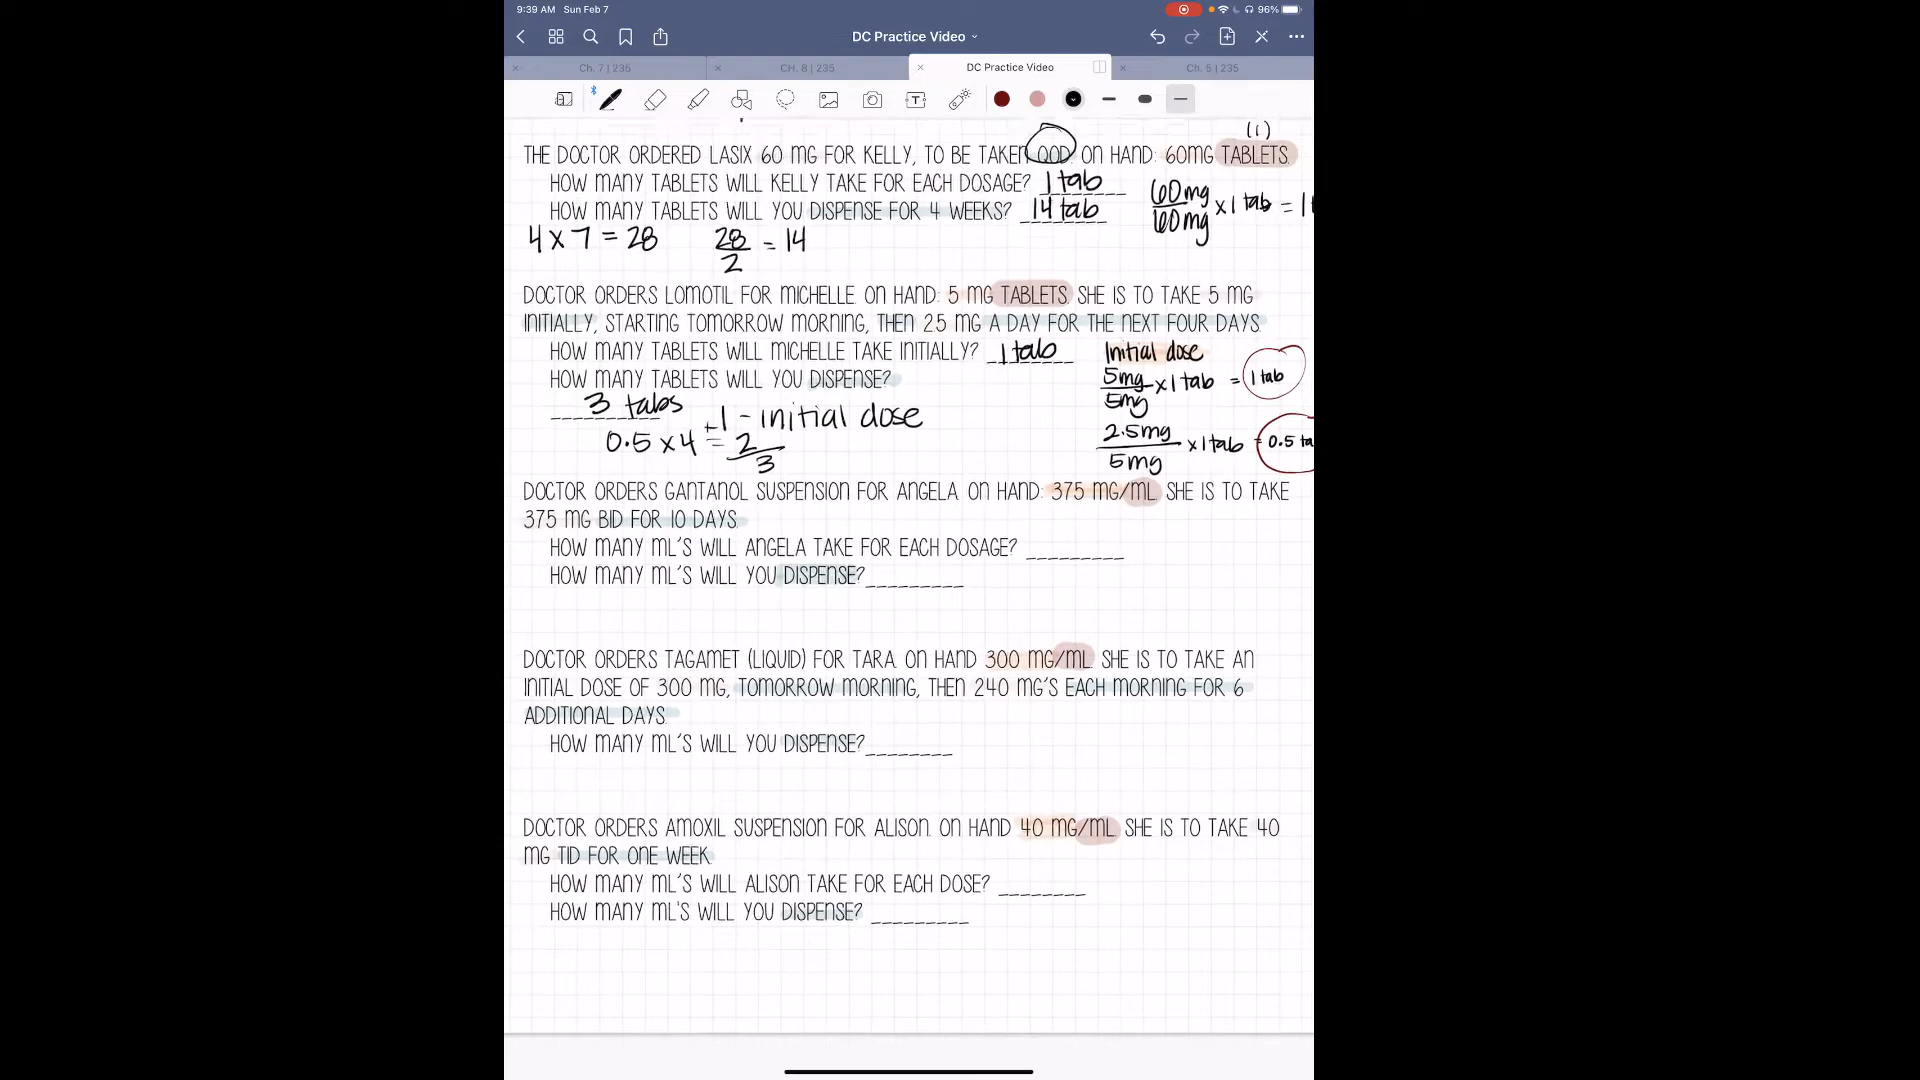 9:39 AM Sun Feb 7
96%
DC Practice Video
Ch. 7 | 235
CH. 8 | 235
DC Practice Video
Ch. 5 | 235
(1)
THE DOCTOR ORDERED LASIX 60 MG FOR KELLY, TO BE TAKEN QOD. ON HAND: 60MG TABLETS.
HOW MANY TABLETS WILL KELLY TAKE FOR EACH DOSAGE? 1 tab
HOW MANY TABLETS WILL YOU DISPENSE FOR 4 WEEKS? 14 tab
60mg
60mg x 1 tab = 1
4 x 7 = 28
28
2 = 14
DOCTOR ORDERS LOMOTIL FOR MICHELLE. ON HAND: 5 MG TABLETS. SHE IS TO TAKE 5 MG
INITIALLY, STARTING TOMORROW MORNING, THEN 2.5 MG A DAY FOR THE NEXT FOUR DAYS.
HOW MANY TABLETS WILL MICHELLE TAKE INITIALLY? 1 tab
HOW MANY TABLETS WILL YOU DISPENSE?
3 tabs
+1 - initial dose
0.5 x 4 = 2
3
Initial dose
5mg
5mg x 1 tab = 1 tab
2.5mg
5mg x 1 tab = 0.5 ta
DOCTOR ORDERS GANTANOL SUSPENSION FOR ANGELA. ON HAND: 375 MG/ML. SHE IS TO TAKE
375 MG BID FOR 10 DAYS.
HOW MANY ML'S WILL ANGELA TAKE FOR EACH DOSAGE? _________
HOW MANY ML'S WILL YOU DISPENSE?_________
DOCTOR ORDERS TAGAMET (LIQUID) FOR TARA. ON HAND 300 MG/ML. SHE IS TO TAKE AN
INITIAL DOSE OF 300 MG, TOMORROW MORNING, THEN 240 MG'S EACH MORNING FOR 6
ADDITIONAL DAYS.
HOW MANY ML'S WILL YOU DISPENSE?________
DOCTOR ORDERS AMOXIL SUSPENSION FOR ALISON. ON HAND 40 MG/ML. SHE IS TO TAKE 40
MG TID FOR ONE WEEK.
HOW MANY ML'S WILL ALISON TAKE FOR EACH DOSE? ________
HOW MANY ML'S WILL YOU DISPENSE? _________